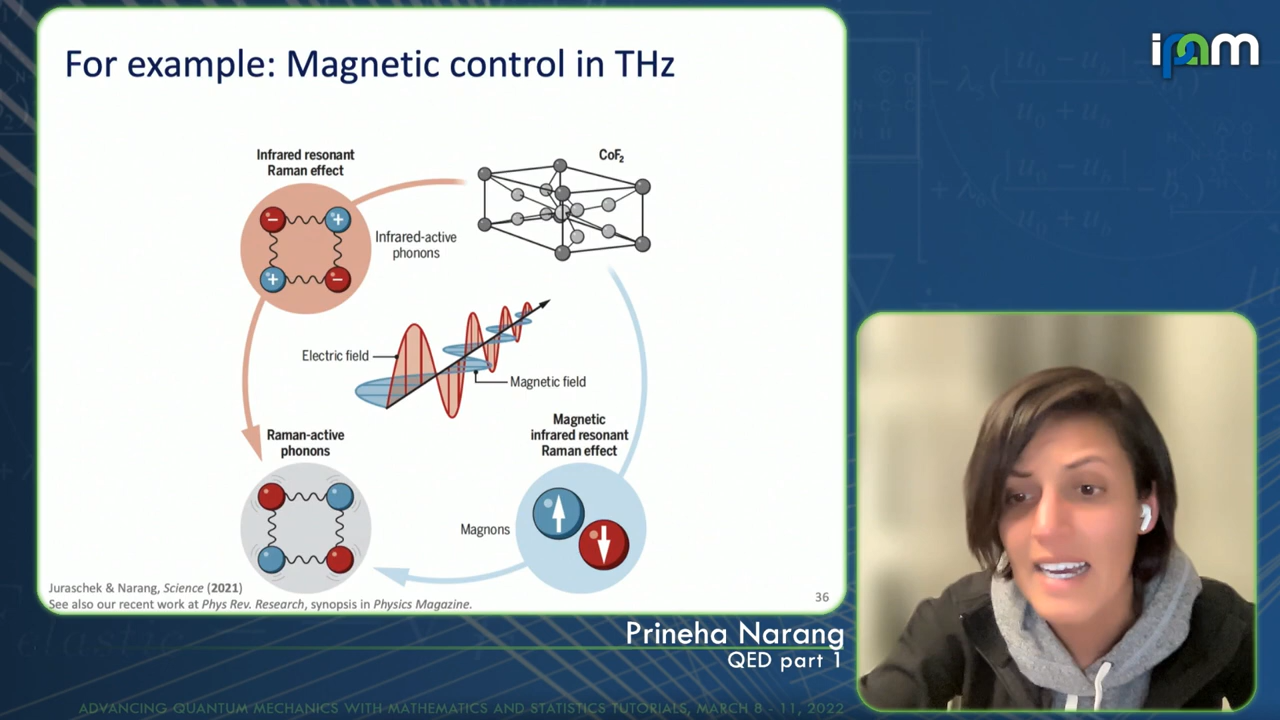 For example: Magnetic control in THz
ipam
Infrared resonant
Raman effect
CoF₂
Infrared-active
phonons
Electric field
Magnetic field
Raman-active
phonons
Magnetic
infrared resonant
Raman effect
Magnons
Juraschek & Narang, Science (2021)
See also our recent work at Phys Rev. Research, synopsis in Physics Magazine.
36
Prineha Narang
QED part 1
ADVANCING QUANTUM MECHANICS WITH MATHEMATICS AND STATISTICS TUTORIALS, MARCH 8 - 11, 2022